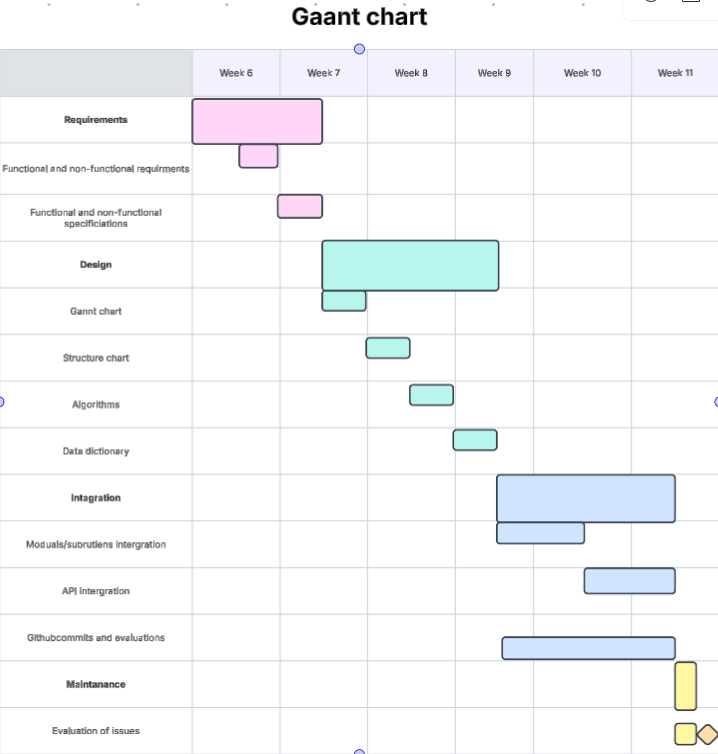 Gaant chart
Week 6
Week 7
Week 8
Week 9
Week 10
Week 11
Requirements
Functional and non-functional requirments
Functional and non-functional
specificiations
Design
Gannt chart
Structure chart
Algorithms
Data dictionary
Intagration
Moduals/subrutiens intergration
API intergration
Githubcommits and evaluations
Maintanance
Evaluation of issues